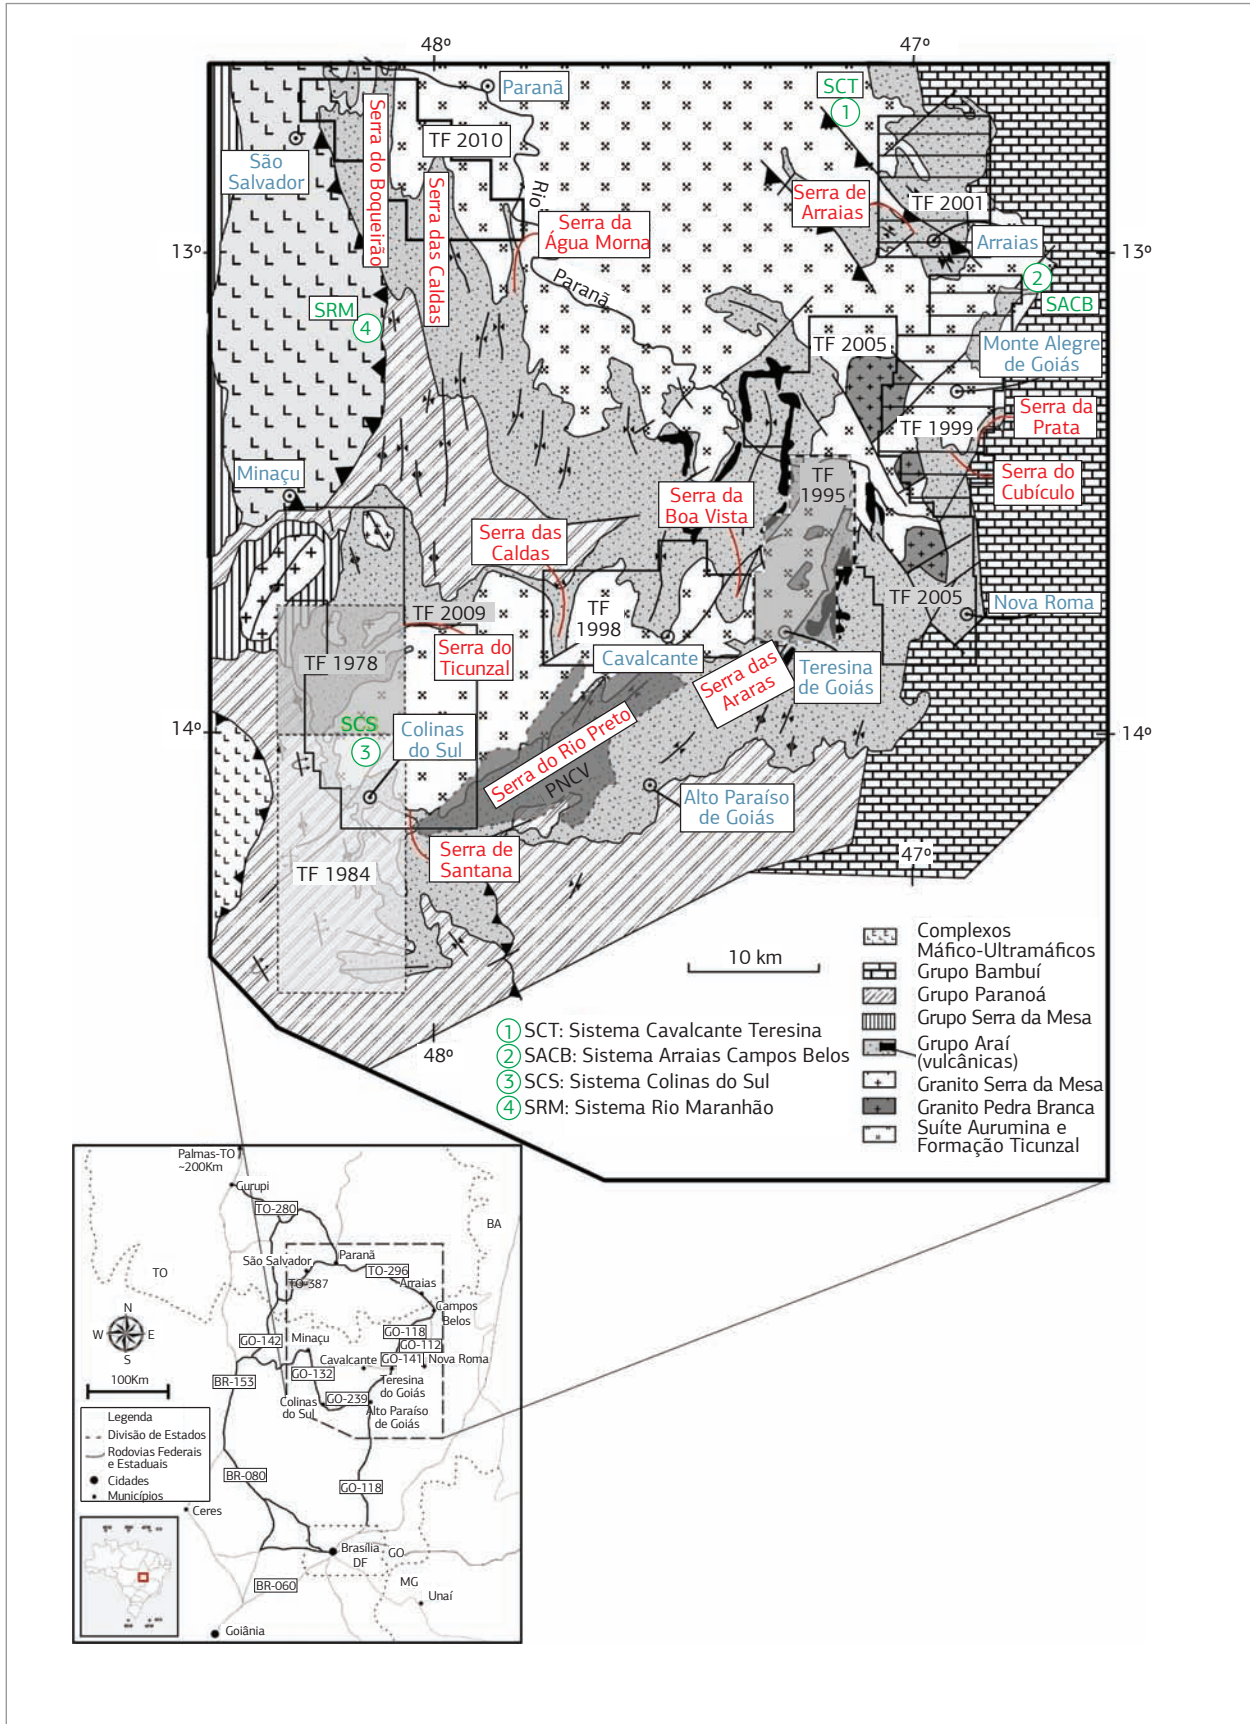 48º
47º
Paranã
SCT
1
TF 2010
São
Salvador
Serra do Boqueirão
Serra das Caldas
Rio
Paranã
Serra de
Arraias
TF 2001
Serra da
Água Morna
Arraias
13º
13º
2
SACB
SRM
4
TF 2005
Monte Alegre
de Goiás
Serra da
Prata
TF 1999
Minaçu
Serra do
Cubículo
TF
1995
Serra da
Boa Vista
Serra das
Caldas
TF 2009
TF
1998
TF 2005
Nova Roma
Serra do
Ticunzal
TF 1978
Cavalcante
Serra das
Araras
Teresina
de Goiás
SCS
3
Colinas
do Sul
14º
14º
Serra do Rio Preto
PNCV
Alto Paraíso
de Goiás
47º
Serra de
Santana
TF 1984
10 km
Complexos
Máfico-Ultramáficos
Grupo Bambuí
Grupo Paranoá
Grupo Serra da Mesa
Grupo Araí
(vulcânicas)
Granito Serra da Mesa
Granito Pedra Branca
Suíte Aurumina e
Formação Ticunzal
48º
1 SCT: Sistema Cavalcante Teresina
2 SACB: Sistema Arraias Campos Belos
3 SCS: Sistema Colinas do Sul
4 SRM: Sistema Rio Maranhão
Palmas-TO
~200Km
Gurupi
TO-280
BA
São Salvador
Paranã
TO
TO-296
TO-387
Arraias
Campos
Belos
N
W
E
S
GO-142
Minaçu
GO-118
GO-112
Cavalcante
GO-141
Nova Roma
GO-132
Teresina
do Goiás
BR-153
100Km
GO-239
Colinas
do Sul
Alto Paraíso
de Goiás
Legenda
Divisão de Estados
Rodovias Federais
e Estaduais
Cidades
Municípios
BR-080
GO-118
Ceres
Brasília
DF
GO
BR-060
MG
Unaí
Goiânia